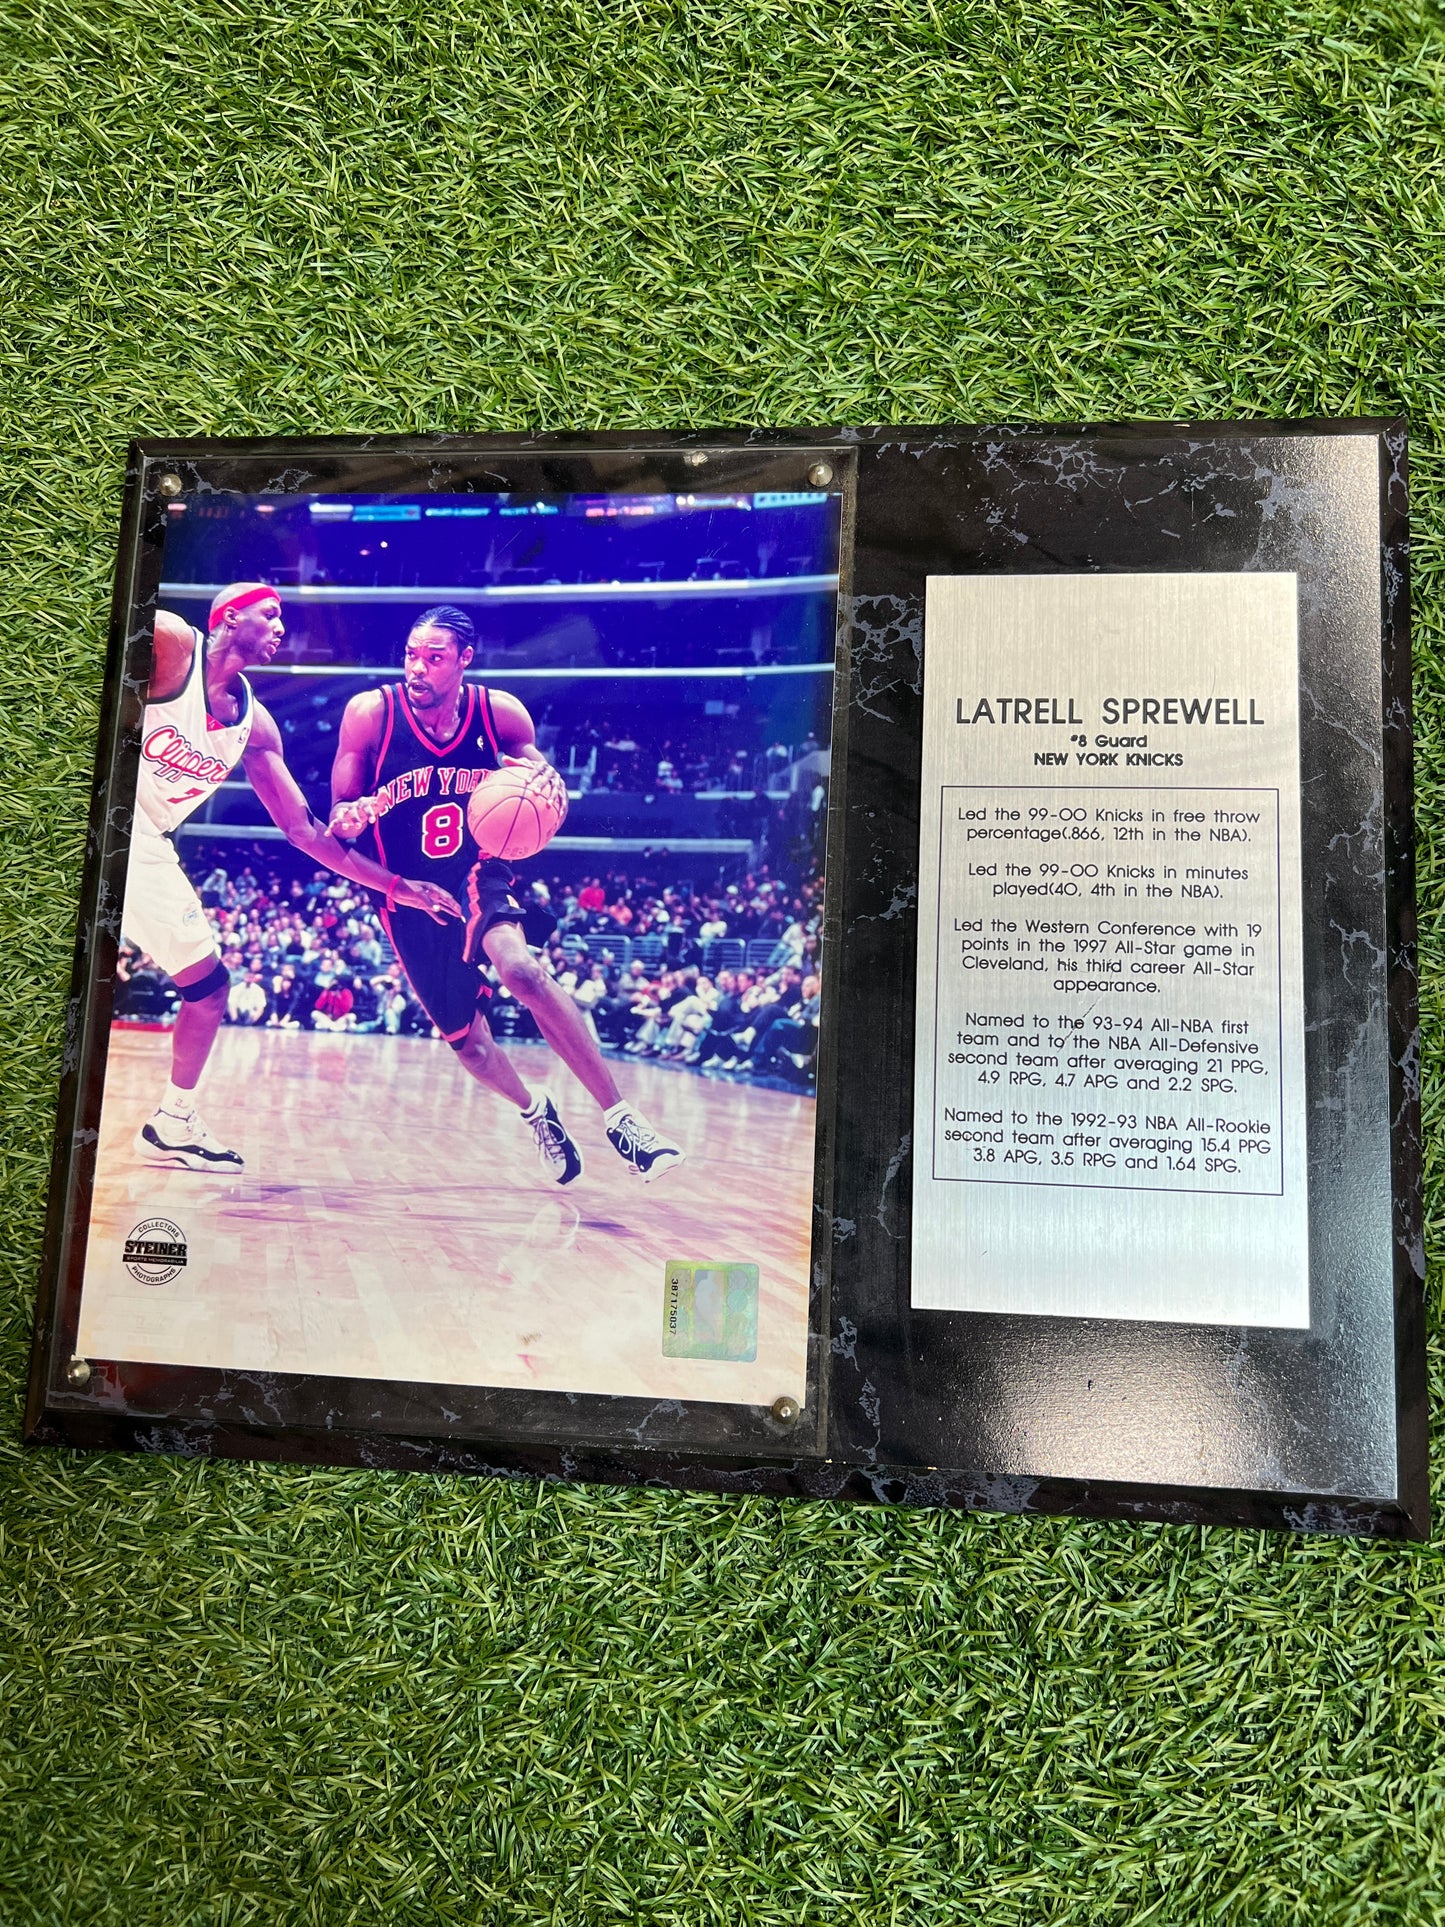 Clippers
7
NEW YORK
8
COLLECTORS
STEINER
SPORTS MEMORABILIA
PHOTOGRAPHS
387175037
LATRELL SPREWELL
#8 Guard
NEW YORK KNICKS
Led the 99-00 Knicks in free throw
percentage(.866, 12th in the NBA).
Led the 99-00 Knicks in minutes
played(40, 4th in the NBA).
Led the Western Conference with 19
points in the 1997 All-Star game in
Cleveland, his third career All-Star
appearance.
Named to the 93-94 All-NBA first
team and to the NBA All-Defensive
second team after averaging 21 PPG,
4.9 RPG, 4.7 APG and 2.2 SPG.
Named to the 1992-93 NBA All-Rookie
second team after averaging 15.4 PPG
3.8 APG, 3.5 RPG and 1.64 SPG.